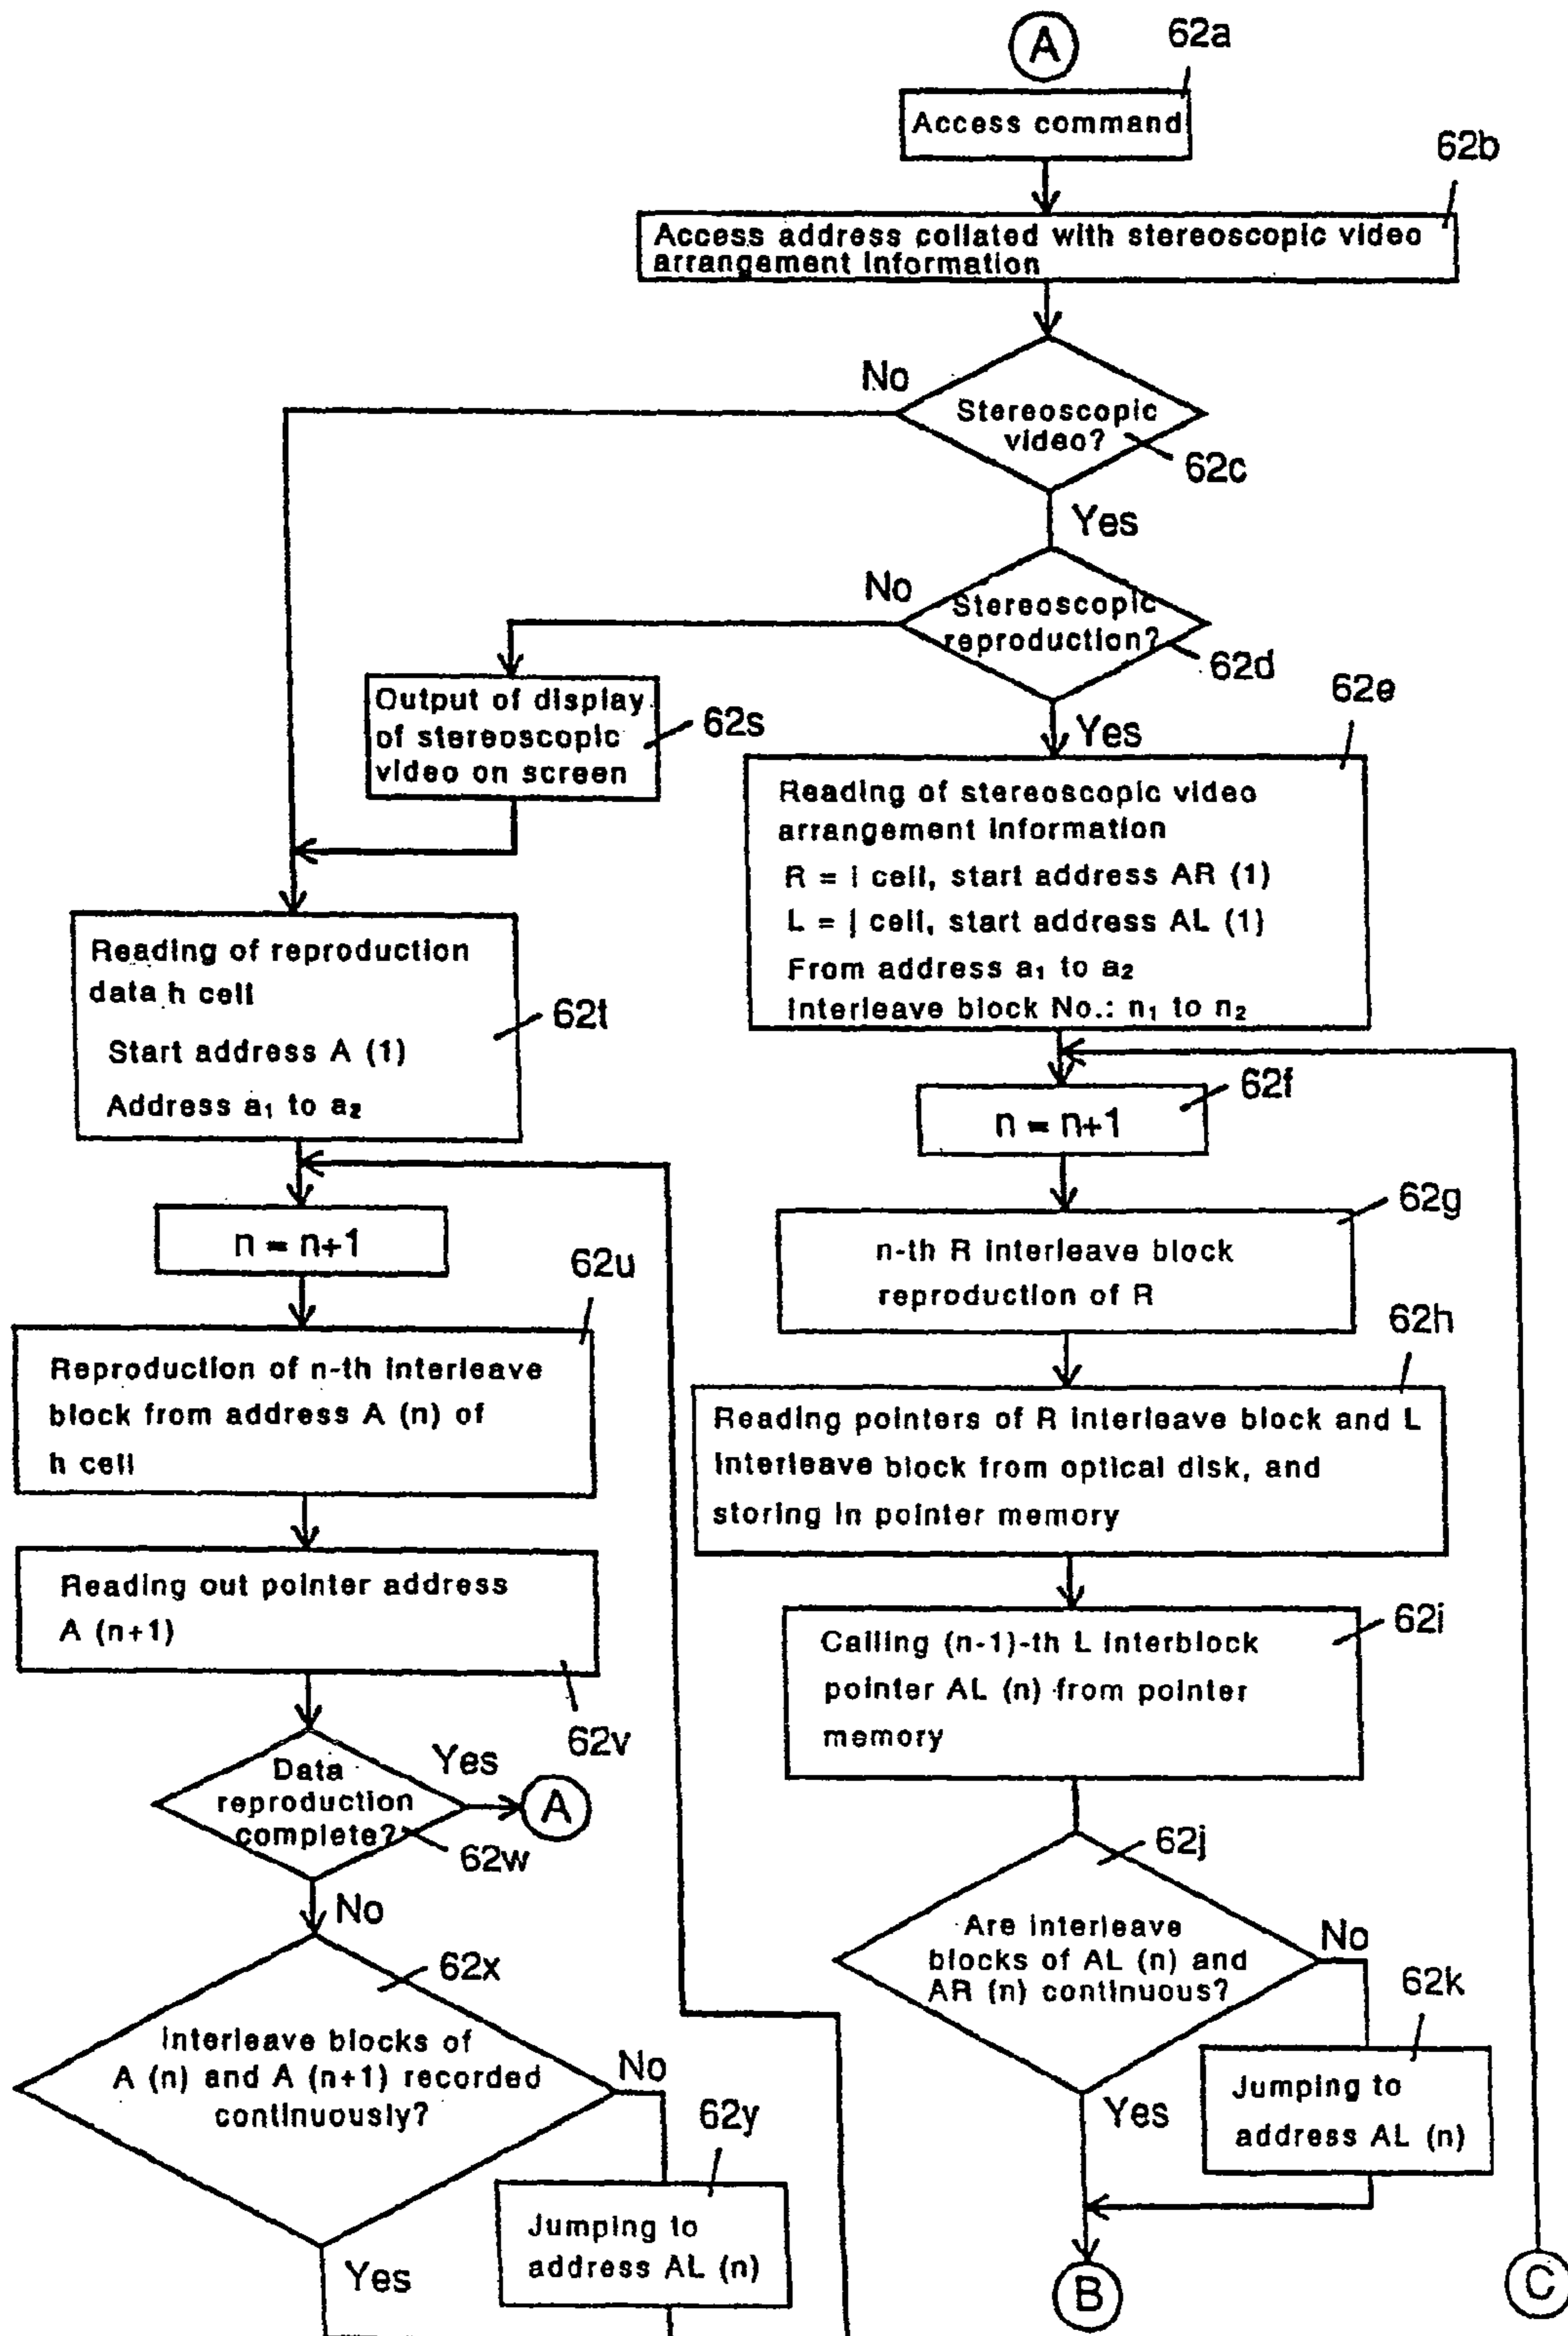 A
62a
Access command
62b
Access address collated with stereoscopic video
arrangement information
No
Stereoscopic
video?
62c
Yes
No
Stereoscopic
reproduction?
62d
Output of display
of stereoscopic
video on screen
62s
Yes
62e
Reading of stereoscopic video
arrangement information
R = i cell, start address AR (1)
L = j cell, start address AL (1)
From address a₁ to a₂
Interleave block No.: n₁ to n₂
Reading of reproduction
data h cell
Start address A (1)
Address a₁ to a₂
62t
62f
n = n+1
n = n+1
62g
n-th R interleave block
reproduction of R
62u
Reproduction of n-th interleave
block from address A (n) of
h cell
62h
Reading pointers of R interleave block and L
interleave block from optical disk, and
storing in pointer memory
Reading out pointer address
A (n+1)
62v
62i
Calling (n-1)-th L interblock
pointer AL (n) from pointer
memory
Data
reproduction
complete?
Yes
A
62w
No
62j
Are interleave
blocks of AL (n) and
AR (n) continuous?
No
62k
Jumping to
address AL (n)
Yes
62x
Interleave blocks of
A (n) and A (n+1) recorded
continuously?
No
62y
Jumping to
address AL (n)
Yes
B
C